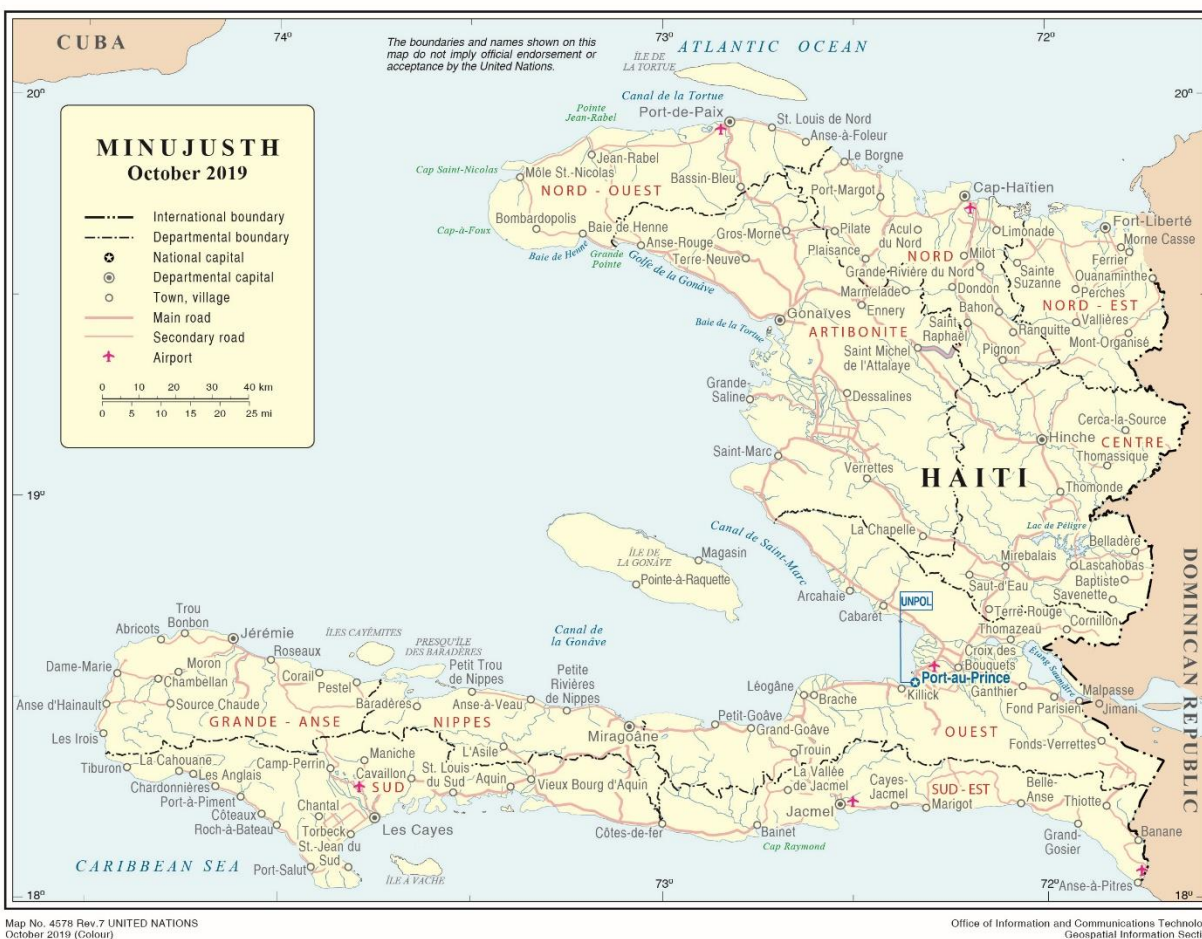 CUBA
74°
73°
72°
The boundaries and names shown on this
map do not imply official endorsement or
acceptance by the United Nations.
ATLANTIC OCEAN
ÎLE DE
LA TORTUE
20°
20°
Canal de la Tortue
MINUJUSTH
October 2019
International boundary
Departmental boundary
National capital
Departmental capital
Town, village
Main road
Secondary road
Airport
0 10 20 30 40 km
0 5 10 15 20 25 mi
Pointe
Jean-Rabel
Port-de-Paix
St. Louis de Nord
Anse-à-Foleur
Le Borgne
Jean-Rabel
Cap Saint-Nicolas
Môle St.-Nicolas
NORD - OUEST
Bassin-Bleu
Port-Margot
Cap-Haïtien
Bombardopolis
Cap-à-Foux
Baie de Henne
Baie de Henne
Grande
Pointe
Anse-Rouge
Terre-Neuve
Golfe de la Gonâve
Gros-Morne
Pilate
Plaisance
Acul
du Nord
NORD
Limonade
Milot
Grande-Rivière du Nord
Fort-Liberté
Morne Casse
Ferrier
Ouanaminthe
Sainte
Suzanne
Perches
NORD - EST
Marmelade
Dondon
Bahon
Vallières
Ennery
Gonaïves
ARTIBONITE
Saint
Raphaël
Ranguitte
Mont-Organisé
Baie de la Tortue
Saint Michel
de l'Attalaye
Pignon
Grande-
Saline
Dessalines
Cerca-la-Source
Hinche
CENTRE
Saint-Marc
Thomassique
Verrettes
HAITI
Thomonde
19°
La Chapelle
Lac de Péligre
Canal de Saint-Marc
Belladère
Mirebalais
ÎLE DE
LA GONÂVE
Magasin
Lascahobas
Pointe-à-Raquette
Saut-d'Eau
Baptiste
Arcahaie
Savenette
UNPOL
Cabaret
Terre-Rouge
Cornillon
Thomazeau
DOMINICAN REPUBLIC
Trou
Bonbon
Abricots
Jérémie
ÎLES CAYÉMITES
PRESQU'ÎLE
DES BARADÈRES
Canal de
la Gonâve
Roseaux
Croix des
Bouquets
Étang Saumâtre
Dame-Marie
Moron
Chambellan
Corail
Pestel
Petit Trou
de Nippes
Petite
Rivières
de Nippes
Port-au-Prince
Léogâne
Brache
Killick
Ganthier
Malpasse
Jimani
Fond Parisien
Anse d'Hainault
Source Chaude
Baradères
Anse-à-Veau
GRANDE - ANSE
NIPPES
Miragoâne
Petit-Goâve
Grand-Goâve
OUEST
Les Irois
Fonds-Verrettes
Maniche
L'Asile
Trouin
La Cahouane
Tiburon
Camp-Perrin
Les Anglais
Cavaillon
SUD
St. Louis
du Sud
Aquin
Vieux Bourg d'Aquin
La Vallée
de Jacmel
Cayes-
Jacmel
SUD-EST
Belle-
Anse
Chardonnières
Port-à-Piment
Chantal
Jacmel
Marigot
Thiotte
Côteaux
Torbeck
Les Cayes
Roch-à-Bateau
Côtes-de-fer
Bainet
Grand-
Gosier
Banane
St.-Jean du
Sud
Cap Raymond
CARIBBEAN SEA
Port-Salut
ÎLE À VACHE
Anse-à-Pitres
18°
73°
72°
18°
Map No. 4578 Rev.7 UNITED NATIONS
October 2019 (Colour)
Office of Information and Communications Technolo
Geospatial Information Secti